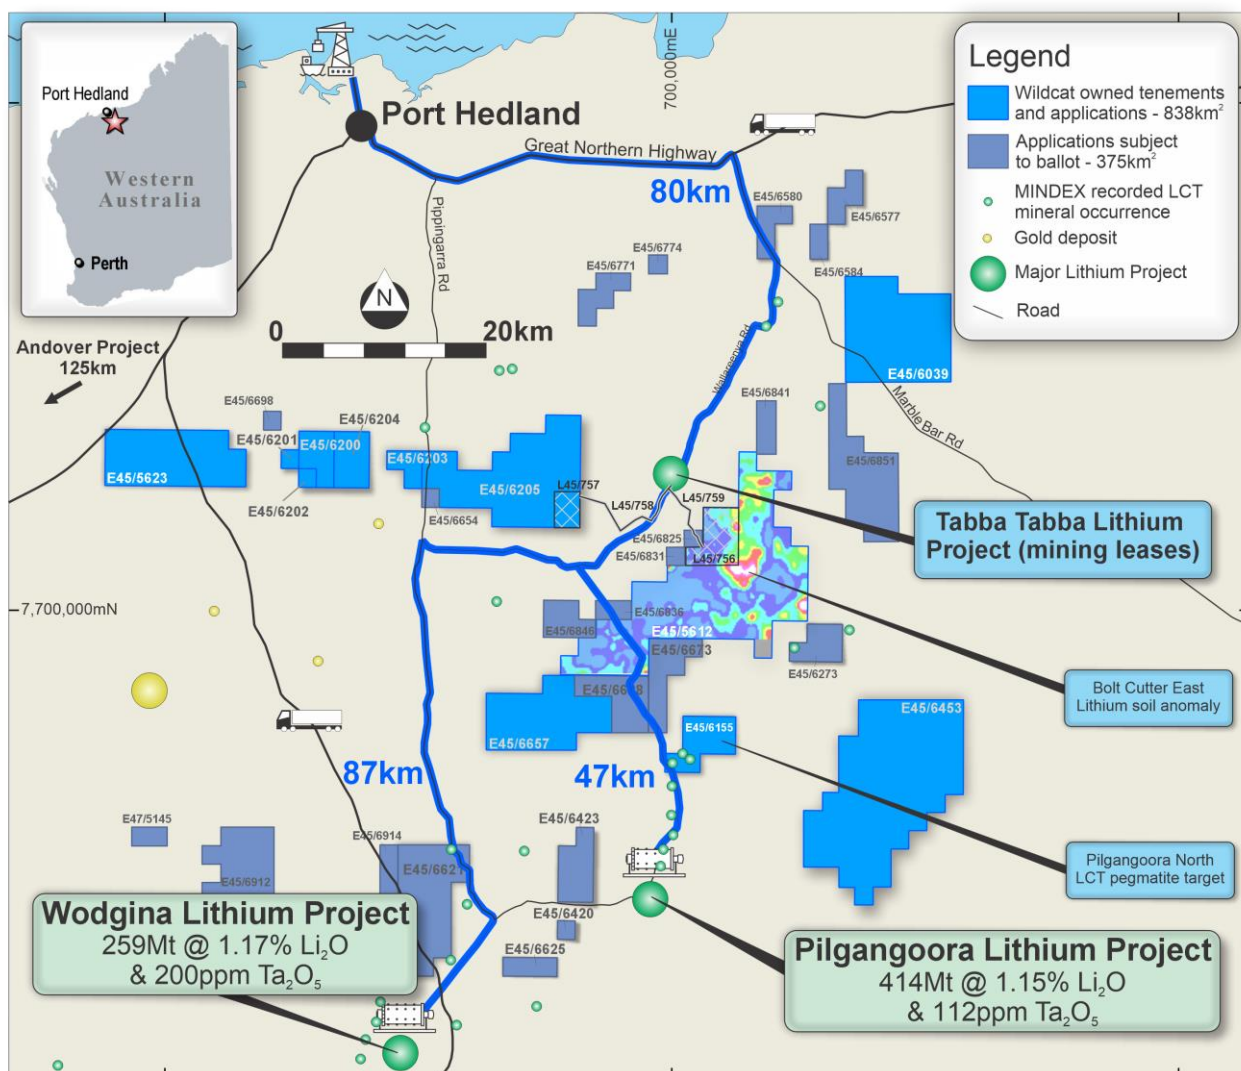 Port Hedland
Western
Australia
Perth
700,000mE
Legend
Wildcat owned tenements
and applications - 838km²
Applications subject
to ballot - 375km²
MINDEX recorded LCT
mineral occurrence
Gold deposit
Major Lithium Project
Road
Port Hedland
Great Northern Highway
80km
Pippingarra Rd
E45/6580
E45/6577
E45/6584
E45/6774
E45/6771
N
0
20km
Andover Project
125km
Wallareenya Rd
E45/6039
Marble Bar Rd
E45/6698
E45/6204
E45/6201
E45/6200
E45/6203
E45/6841
E45/6851
E45/5623
E45/6202
E45/6205
L45/757
L45/758
L45/759
E45/6654
E45/6825
E45/6831
L45/756
Tabba Tabba Lithium
Project (mining leases)
7,700,000mN
E45/6836
E45/6846
E45/5612
E45/6673
E45/6273
Bolt Cutter East
Lithium soil anomaly
E45/6657
E45/6155
E45/6453
87km
47km
E47/5145
E45/6914
E45/6423
E45/6621
E45/6912
Pilgangoora North
LCT pegmatite target
Wodgina Lithium Project
259Mt @ 1.17% Li₂O
& 200ppm Ta₂O₅
E45/6420
E45/6625
Pilgangoora Lithium Project
414Mt @ 1.15% Li₂O
& 112ppm Ta₂O₅